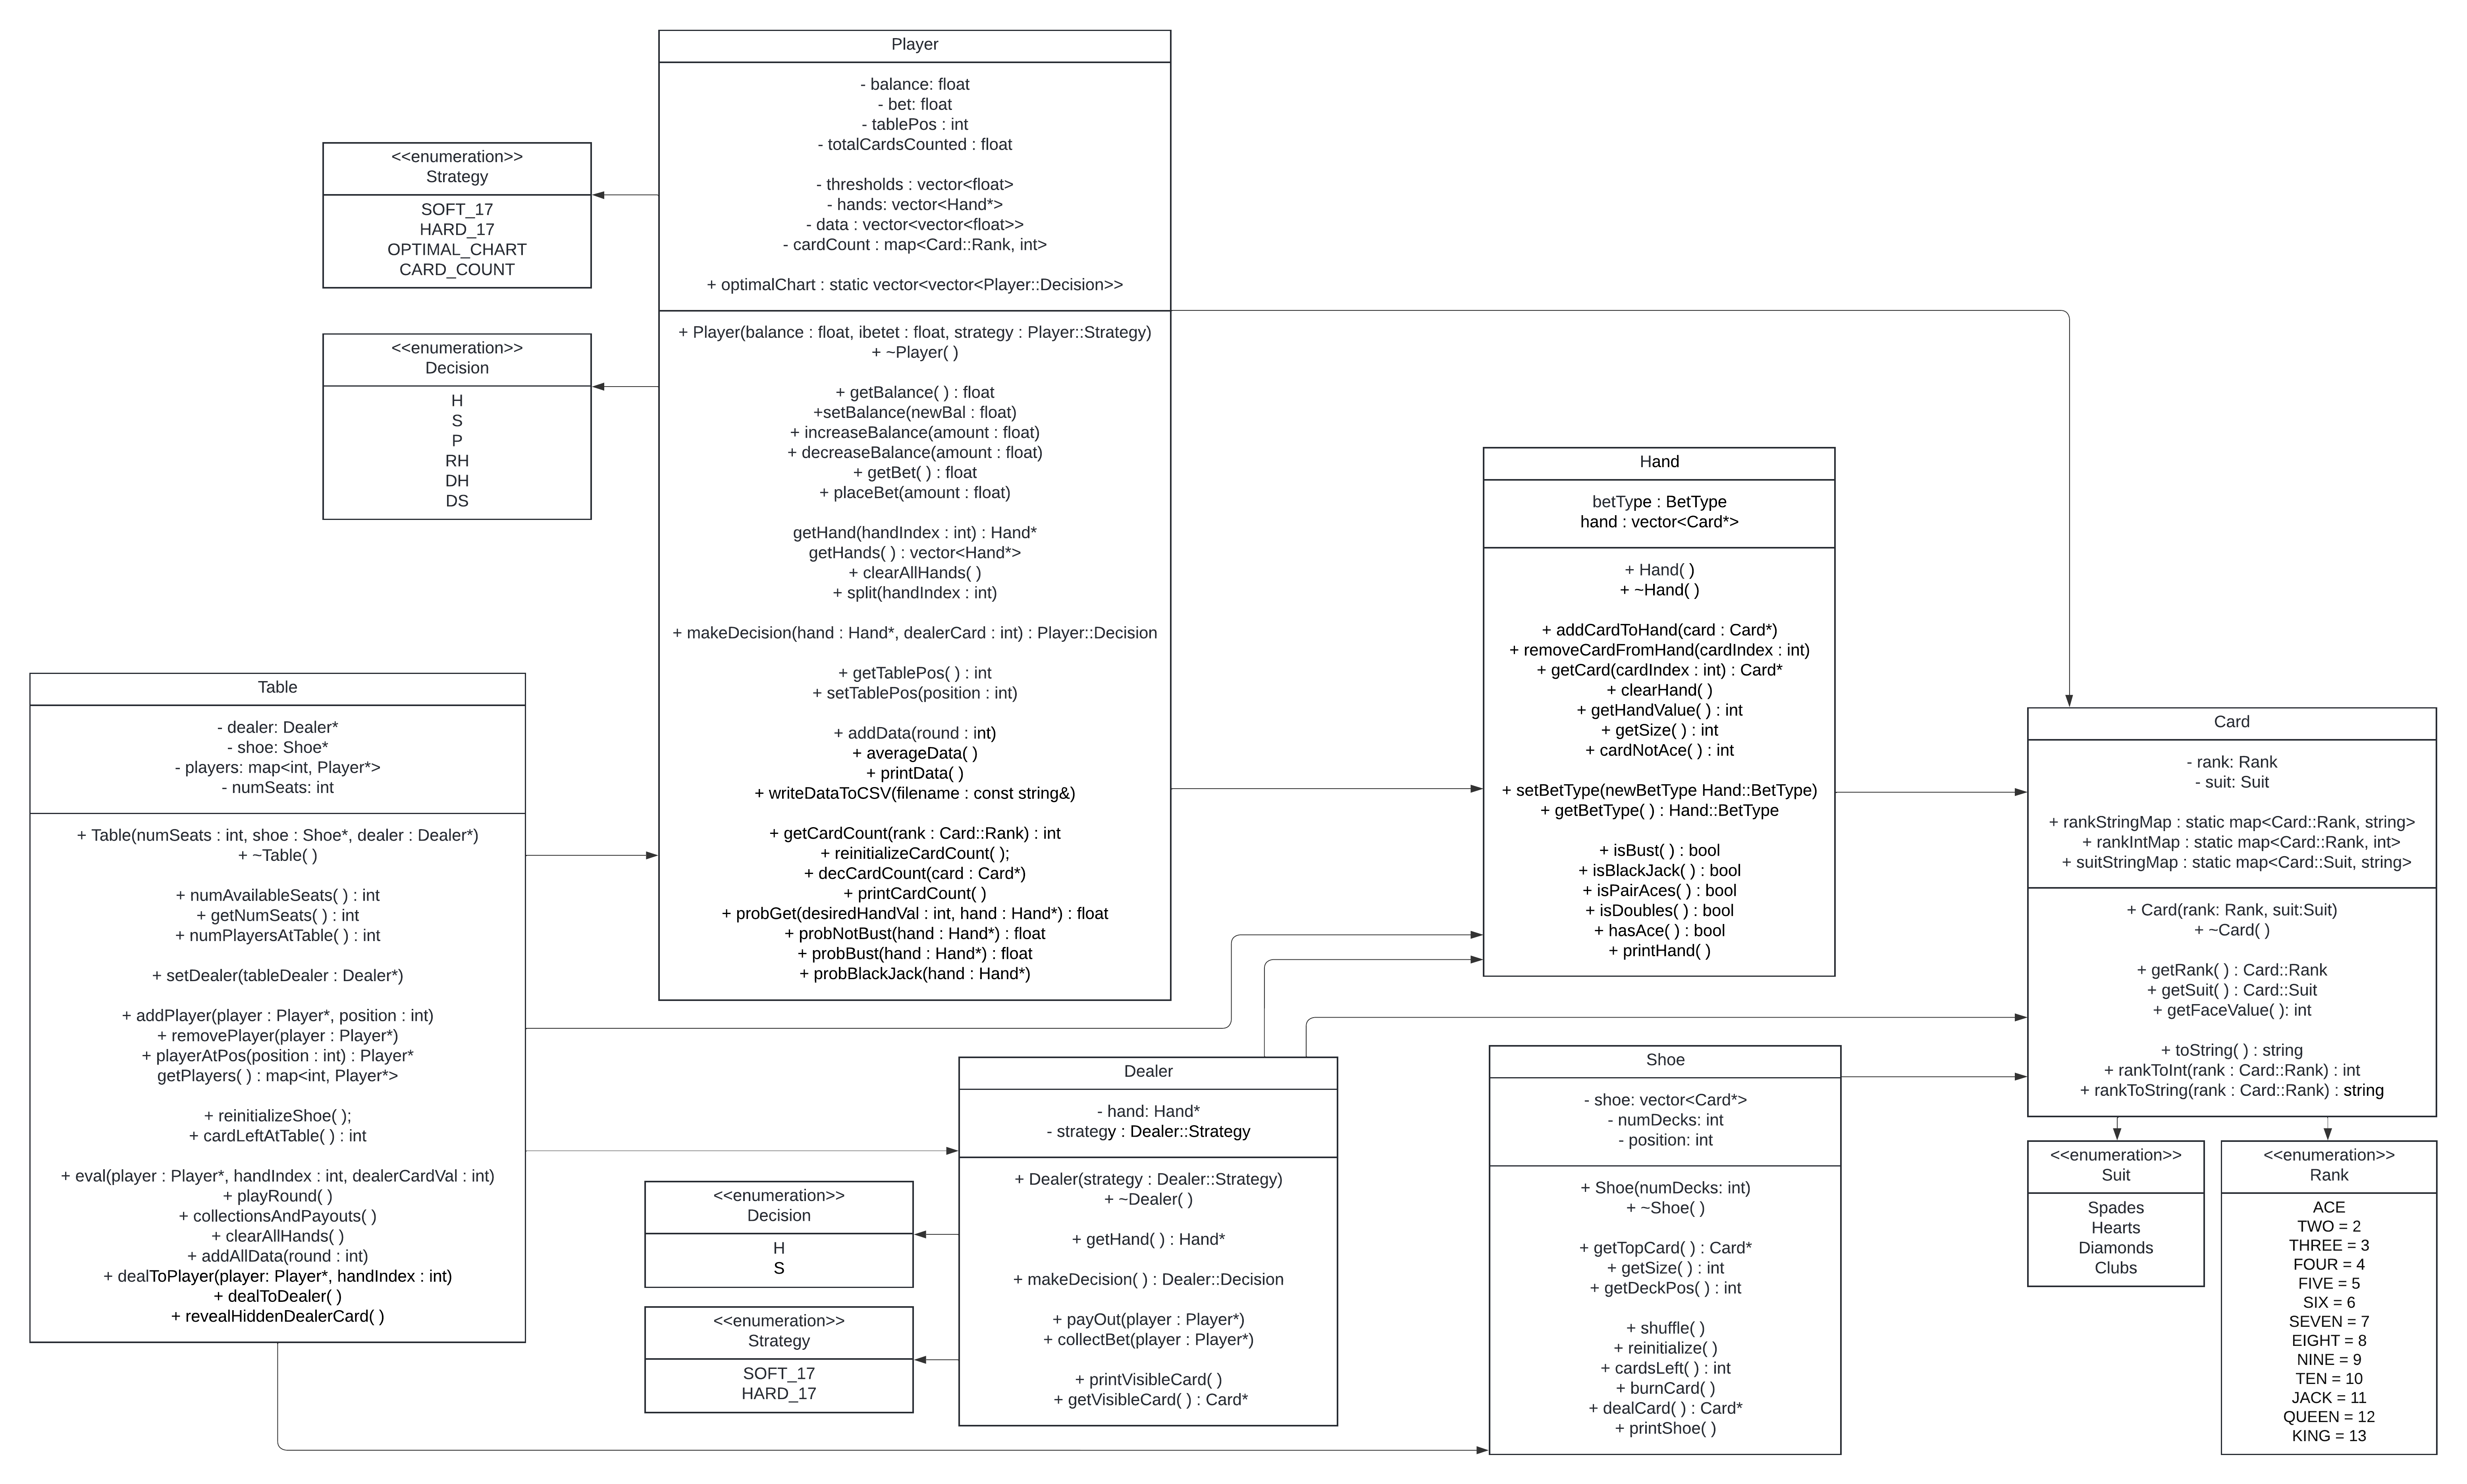 Player
- balance: float
- bet: float
- tablePos : int
- totalCardsCounted : float
- thresholds : vector<float>
- hands: vector<Hand*>
- data : vector<vector<float>>
- cardCount : map<Card::Rank, int>
+ optimalChart : static vector<vector<Player::Decision>>
+ Player(balance : float, ibetet : float, strategy : Player::Strategy)
+ ~Player( )
+ getBalance( ) : float
+setBalance(newBal : float)
+ increaseBalance(amount : float)
+ decreaseBalance(amount : float)
+ getBet( ) : float
+ placeBet(amount : float)
getHand(handIndex : int) : Hand*
getHands( ) : vector<Hand*>
+ clearAllHands( )
+ split(handIndex : int)
+ makeDecision(hand : Hand*, dealerCard : int) : Player::Decision
+ getTablePos( ) : int
+ setTablePos(position : int)
+ addData(round : int)
+ averageData( )
+ printData( )
+ writeDataToCSV(filename : const string&)
+ getCardCount(rank : Card::Rank) : int
+ reinitializeCardCount( );
+ decCardCount(card : Card*)
+ printCardCount( )
+ probGet(desiredHandVal : int, hand : Hand*) : float
+ probNotBust(hand : Hand*) : float
+ probBust(hand : Hand*) : float
+ probBlackJack(hand : Hand*)
<<enumeration>>
Strategy
SOFT_17
HARD_17
OPTIMAL_CHART
CARD_COUNT
<<enumeration>>
Decision
H
S
P
RH
DH
DS
Hand
betType : BetType
hand : vector<Card*>
+ Hand( )
+ ~Hand( )
+ addCardToHand(card : Card*)
+ removeCardFromHand(cardIndex : int)
+ getCard(cardIndex : int) : Card*
+ clearHand( )
+ getHandValue( ) : int
+ getSize( ) : int
+ cardNotAce( ) : int
+ setBetType(newBetType Hand::BetType)
+ getBetType( ) : Hand::BetType
+ isBust( ) : bool
+ isBlackJack( ) : bool
+ isPairAces( ) : bool
+ isDoubles( ) : bool
+ hasAce( ) : bool
+ printHand( )
Table
- dealer: Dealer*
- shoe: Shoe*
- players: map<int, Player*>
- numSeats: int
+ Table(numSeats : int, shoe : Shoe*, dealer : Dealer*)
+ ~Table( )
+ numAvailableSeats( ) : int
+ getNumSeats( ) : int
+ numPlayersAtTable( ) : int
+ setDealer(tableDealer : Dealer*)
+ addPlayer(player : Player*, position : int)
+ removePlayer(player : Player*)
+ playerAtPos(position : int) : Player*
getPlayers( ) : map<int, Player*>
+ reinitializeShoe( );
+ cardLeftAtTable( ) : int
+ eval(player : Player*, handIndex : int, dealerCardVal : int)
+ playRound( )
+ collectionsAndPayouts( )
+ clearAllHands( )
+ addAllData(round : int)
+ dealToPlayer(player: Player*, handIndex : int)
+ dealToDealer( )
+ revealHiddenDealerCard( )
Card
- rank: Rank
- suit: Suit
+ rankStringMap : static map<Card::Rank, string>
+ rankIntMap : static map<Card::Rank, int>
+ suitStringMap : static map<Card::Suit, string>
+ Card(rank: Rank, suit:Suit)
+ ~Card( )
+ getRank( ) : Card::Rank
+ getSuit( ) : Card::Suit
+ getFaceValue( ): int
+ toString( ) : string
+ rankToInt(rank : Card::Rank) : int
+ rankToString(rank : Card::Rank) : string
Dealer
- hand: Hand*
- strategy : Dealer::Strategy
+ Dealer(strategy : Dealer::Strategy)
+ ~Dealer( )
+ getHand( ) : Hand*
+ makeDecision( ) : Dealer::Decision
+ payOut(player : Player*)
+ collectBet(player : Player*)
+ printVisibleCard( )
+ getVisibleCard( ) : Card*
<<enumeration>>
Decision
H
S
<<enumeration>>
Strategy
SOFT_17
HARD_17
Shoe
- shoe: vector<Card*>
- numDecks: int
- position: int
+ Shoe(numDecks: int)
+ ~Shoe( )
+ getTopCard( ) : Card*
+ getSize( ) : int
+ getDeckPos( ) : int
+ shuffle( )
+ reinitialize( )
+ cardsLeft( ) : int
+ burnCard( )
+ dealCard( ) : Card*
+ printShoe( )
<<enumeration>>
Suit
Spades
Hearts
Diamonds
Clubs
<<enumeration>>
Rank
ACE
TWO = 2
THREE = 3
FOUR = 4
FIVE = 5
SIX = 6
SEVEN = 7
EIGHT = 8
NINE = 9
TEN = 10
JACK = 11
QUEEN = 12
KING = 13